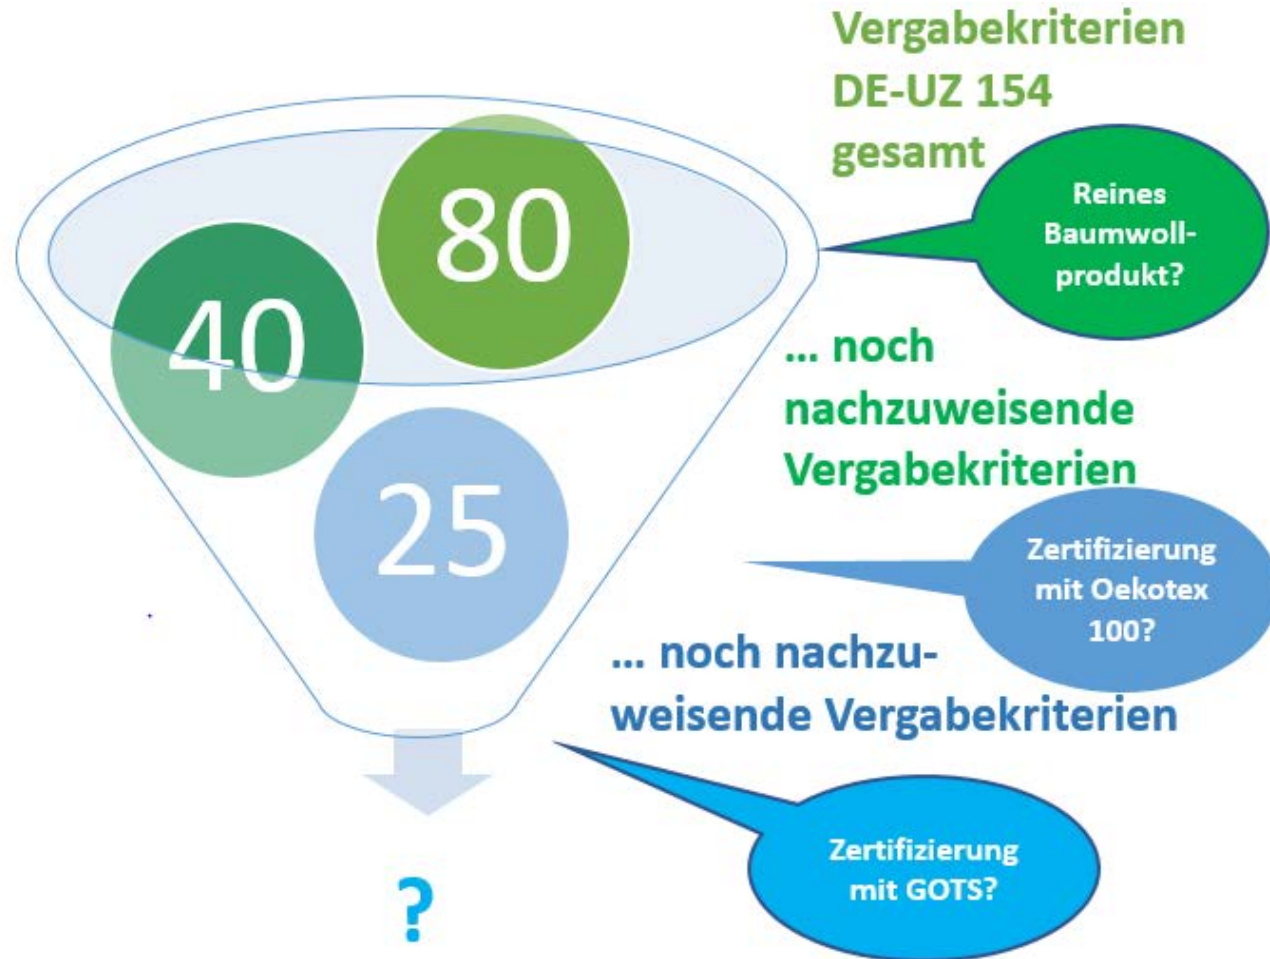 Vergabekriterien
DE-UZ 154
gesamt
Reines
Baumwoll-
produkt?
80
40
... noch
nachzuweisende
Vergabekriterien
25
Zertifizierung
mit Oekotex
100?
... noch nachzu-
weisende Vergabekriterien
Zertifizierung
mit GOTS?
?